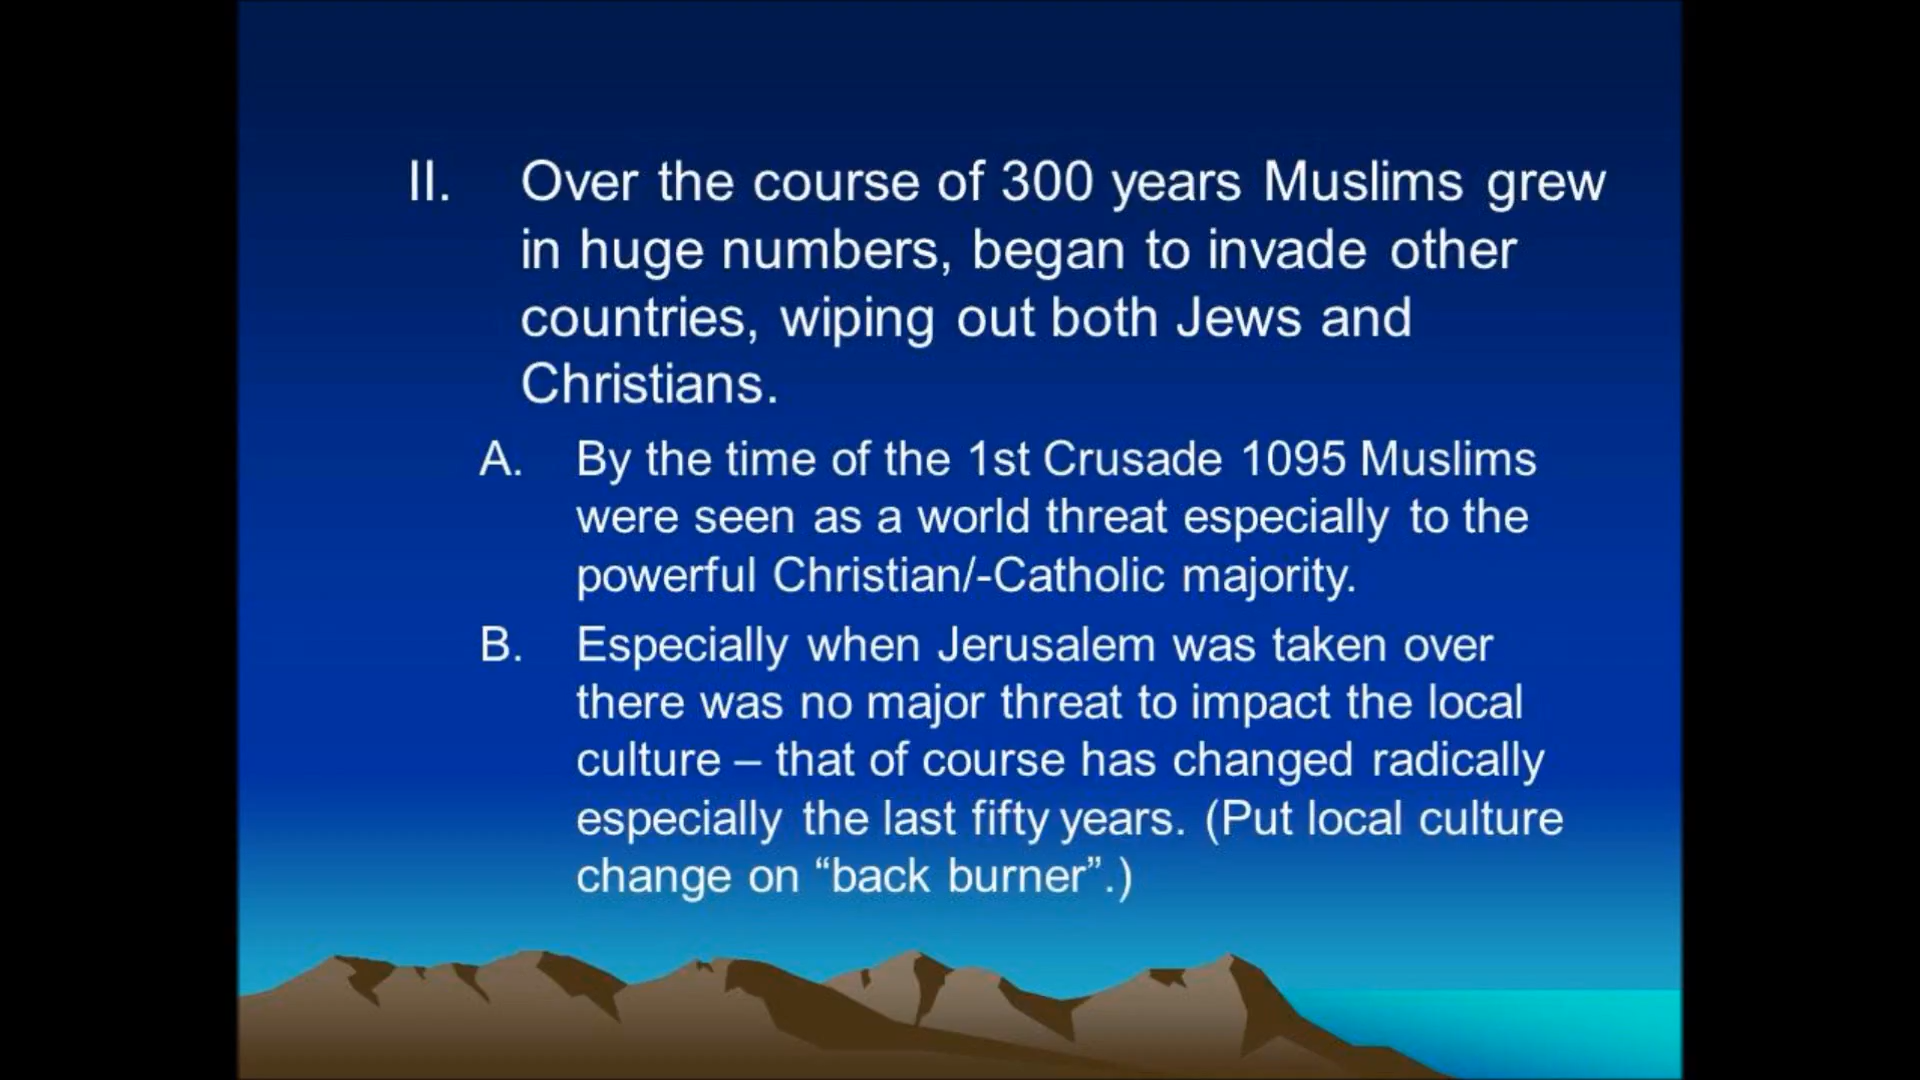 II. Over the course of 300 years Muslims grew
in huge numbers, began to invade other
countries, wiping out both Jews and
Christians.
A. By the time of the 1st Crusade 1095 Muslims
were seen as a world threat especially to the
powerful Christian/-Catholic majority.
B. Especially when Jerusalem was taken over
there was no major threat to impact the local
culture – that of course has changed radically
especially the last fifty years. (Put local culture
change on “back burner”.)